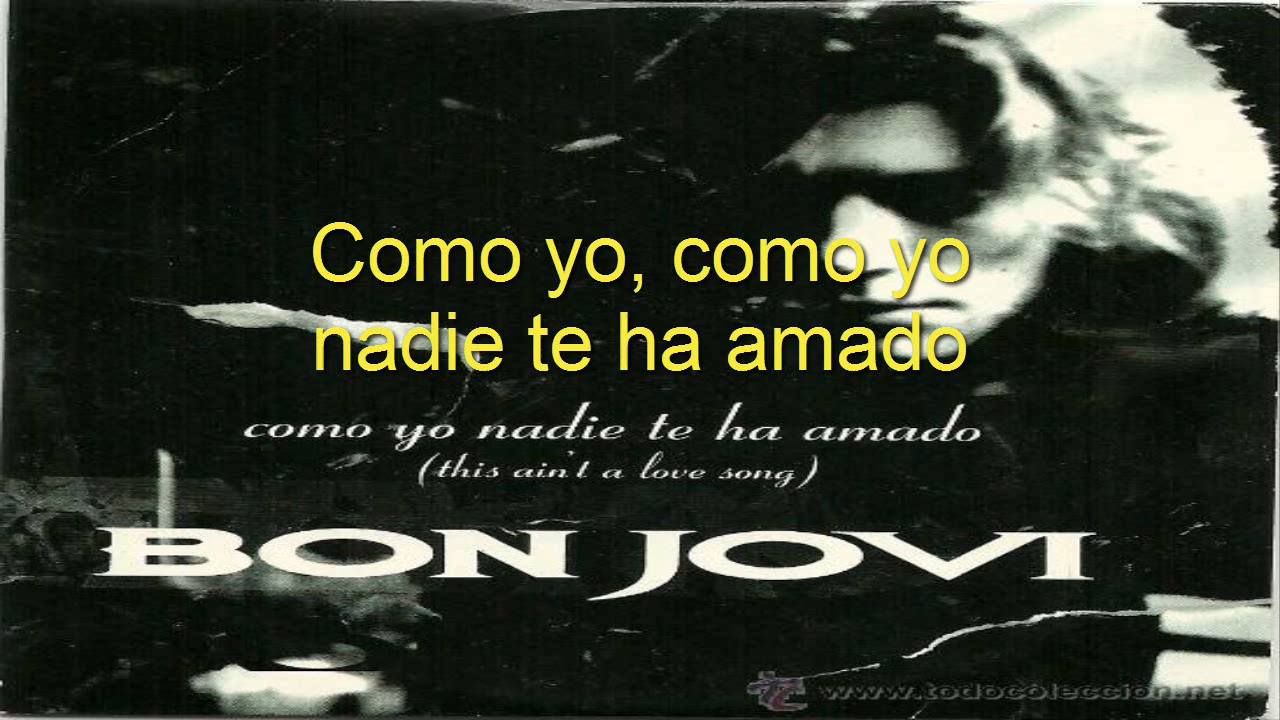 Como yo, como yo
nadie te ha amado
como yo nadie te ha amado
(this ain't a love song)
BON JOVI
www.todocoleccion.net